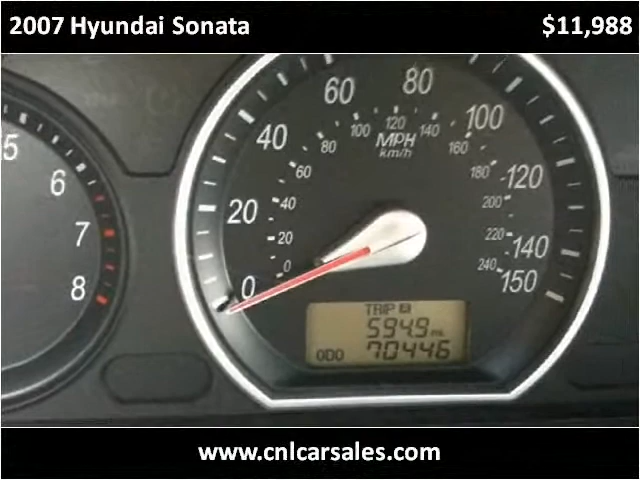 2007 Hyundai Sonata $11,988
80
60 100
40 120
20 140
0 150
100 120 140
80 MPH 160
km/h
60 180
40 200
20 220
0 240
5
6
7
8
TRIP B
594.9 mi
ODO 70446
www.cnlcarsales.com